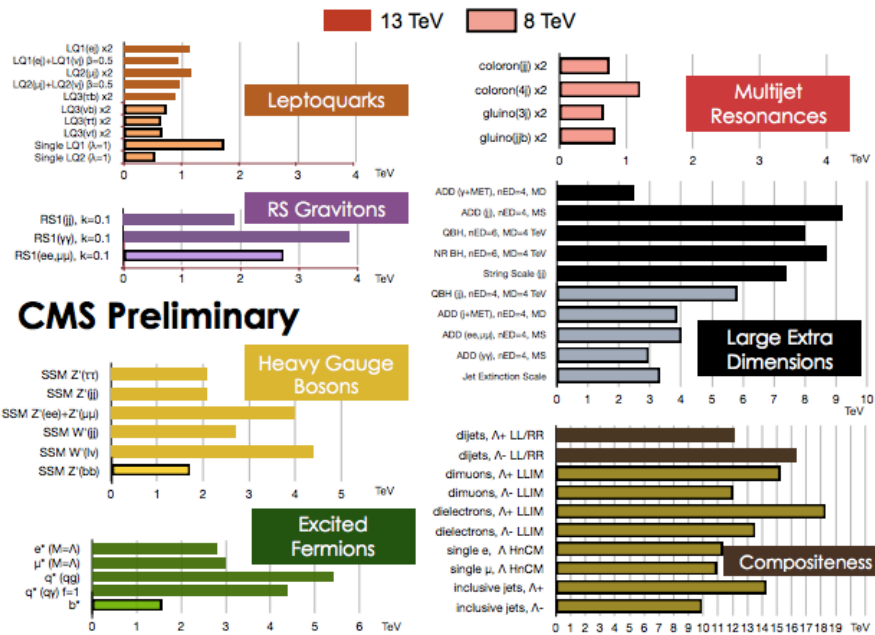 13 TeV
8 TeV
LQ1(ej) x2
LQ1(ej)+LQ1(νj) β=0.5
LQ2(μj) x2
LQ2(μj)+LQ2(νj) β=0.5
LQ3(τb) x2
LQ3(νb) x2
LQ3(τt) x2
LQ3(νt) x2
Single LQ1 (λ=1)
Single LQ2 (λ=1)
Leptoquarks
0 1 2 3 4
TeV
coloron(jj) x2
coloron(4j) x2
gluino(3j) x2
gluino(jjb) x2
Multijet
Resonances
0 1 2 3 4
TeV
RS Gravitons
RS1(jj), k=0.1
RS1(γγ), k=0.1
RS1(ee,μμ), k=0.1
0 1 2 3 4
TeV
CMS Preliminary
ADD (γ+MET), nED=4, MD
ADD (jj), nED=4, MS
QBH, nED=6, MD=4 TeV
NR BH, nED=6, MD=4 TeV
String Scale (jj)
QBH (jj), nED=4, MD=4 TeV
ADD (j+MET), nED=4, MD
ADD (ee,μμ), nED=4, MS
ADD (γγ), nED=4, MS
Jet Extinction Scale
Large Extra
Dimensions
0 1 2 3 4 5 6 7 8 9 10
TeV
Heavy Gauge
Bosons
SSM Z'(ττ)
SSM Z'(jj)
SSM Z'(ee)+Z'(μμ)
SSM W'(jj)
SSM W'(lv)
SSM Z'(bb)
0 1 2 3 4 5
TeV
Excited
Fermions
e* (M=Λ)
μ* (M=Λ)
q* (qg)
q* (qγ) f=1
b*
0 1 2 3 4 5 6
TeV
dijets, Λ+ LL/RR
dijets, Λ- LL/RR
dimuons, Λ+ LLIM
dimuons, Λ- LLIM
dielectrons, Λ+ LLIM
dielectrons, Λ- LLIM
single e, Λ HnCM
single μ, Λ HnCM
inclusive jets, Λ+
inclusive jets, Λ-
Compositeness
0 1 2 3 4 5 6 7 8 9 10 11 12 13 14 15 16 17 18 19
TeV